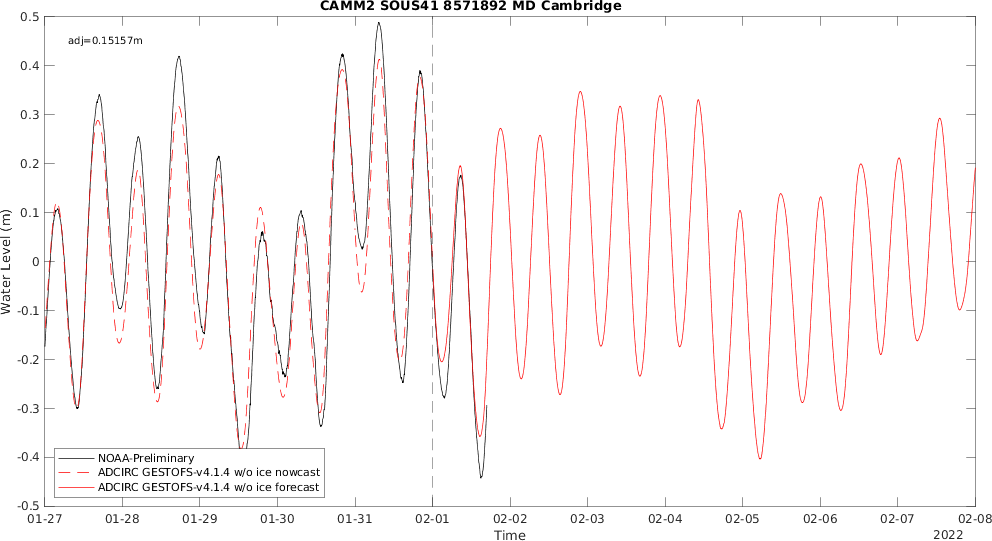 CAMM2 SOUS41 8571892 MD Cambridge
adj=0.15157m
Water Level (m)
0.5
0.4
0.3
0.2
0.1
0
-0.1
-0.2
-0.3
-0.4
-0.5
NOAA-Preliminary
ADCIRC GESTOFS-v4.1.4 w/o ice nowcast
ADCIRC GESTOFS-v4.1.4 w/o ice forecast
01-27 01-28 01-29 01-30 01-31 02-01 02-02 02-03 02-04 02-05 02-06 02-07 02-08
Time
2022